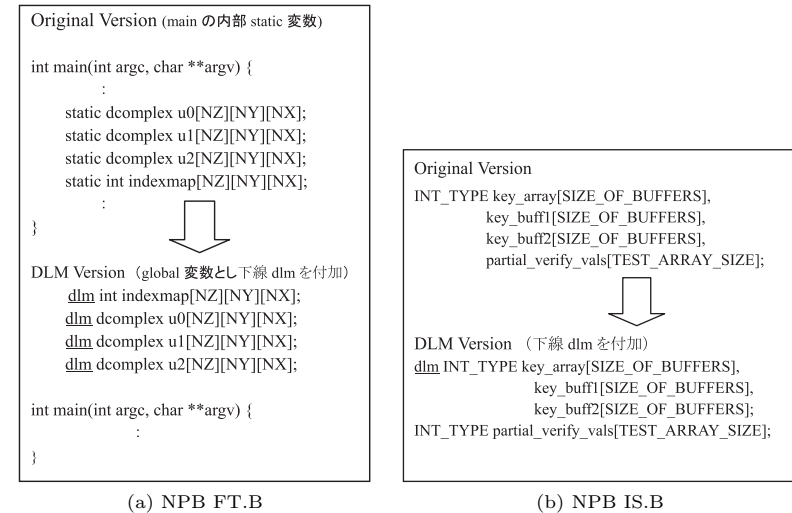 Original Version (main の内部 static 変数)
int main(int argc, char **argv) {
:
static dcomplex u0[NZ][NY][NX];
static dcomplex u1[NZ][NY][NX];
static dcomplex u2[NZ][NY][NX];
static int indexmap[NZ][NY][NX];
:
}
DLM Version （global 変数とし下線 dlm を付加）
dlm int indexmap[NZ][NY][NX];
dlm dcomplex u0[NZ][NY][NX];
dlm dcomplex u1[NZ][NY][NX];
dlm dcomplex u2[NZ][NY][NX];
int main(int argc, char **argv) {
:
}
(a) NPB FT.B
Original Version
INT_TYPE key_array[SIZE_OF_BUFFERS],
key_buff1[SIZE_OF_BUFFERS],
key_buff2[SIZE_OF_BUFFERS],
partial_verify_vals[TEST_ARRAY_SIZE];
DLM Version （下線 dlm を付加）
dlm INT_TYPE key_array[SIZE_OF_BUFFERS],
key_buff1[SIZE_OF_BUFFERS],
key_buff2[SIZE_OF_BUFFERS];
INT_TYPE partial_verify_vals[TEST_ARRAY_SIZE];
(b) NPB IS.B